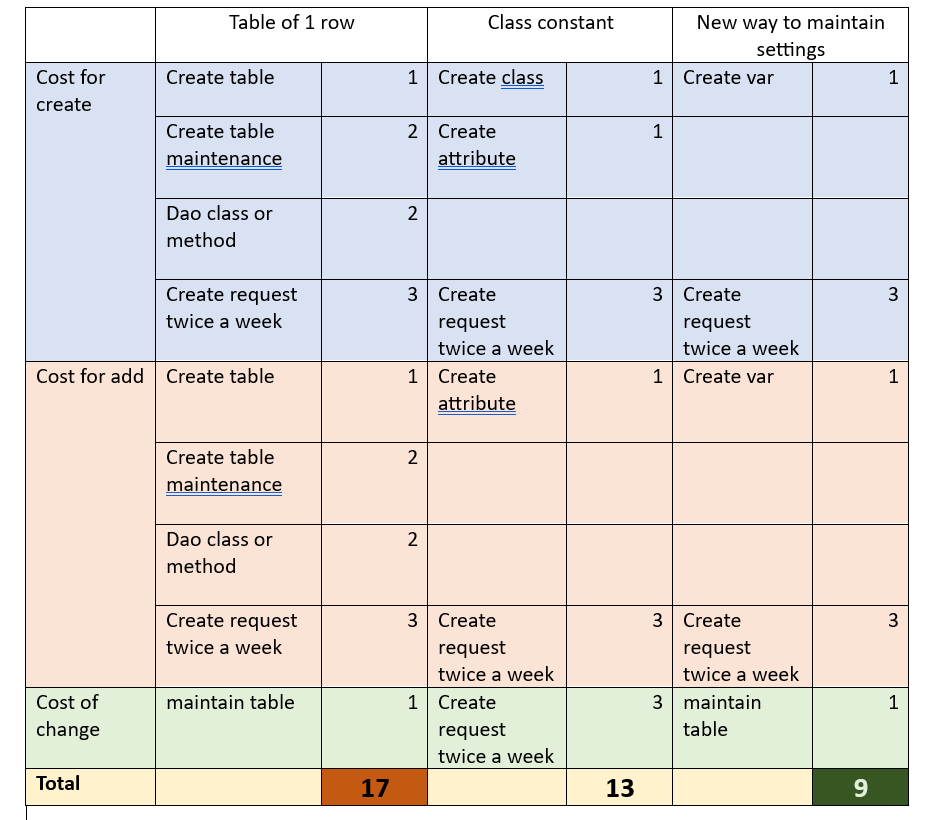 Table of 1 row
Class constant
New way to maintain
settings
Cost for
create
Create table
1
Create class
1
Create var
1
Create table
maintenance
2
Create
attribute
1
Dao class or
method
2
Create request
twice a week
3
Create
request
twice a week
3
Create
request
twice a week
3
Cost for add
Create table
1
Create
attribute
1
Create var
1
Create table
maintenance
2
Dao class or
method
2
Create request
twice a week
3
Create
request
twice a week
3
Create
request
twice a week
3
Cost of
change
maintain table
1
Create
request
twice a week
3
maintain
table
1
Total
17
13
9